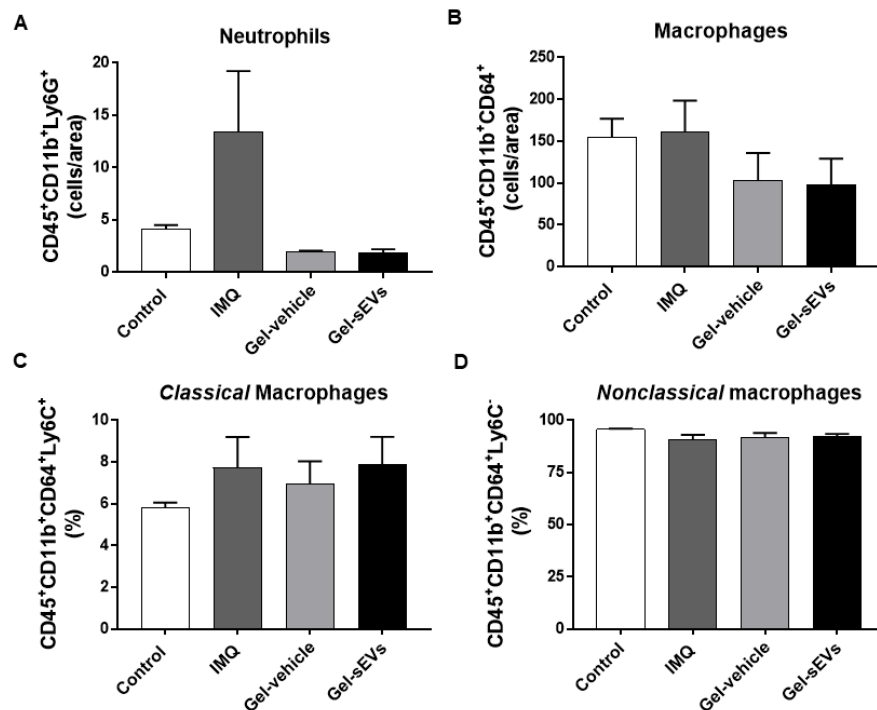 A
Neutrophils
CD45⁺CD11b⁺Ly6G⁺
(cells/area)
20
15
10
5
0
Control
IMQ
Gel-vehicle
Gel-sEVs
B
Macrophages
CD45⁺CD11b⁺CD64⁺
(cells/area)
250
200
150
100
50
0
Control
IMQ
Gel-vehicle
Gel-sEVs
C
Classical Macrophages
CD45⁺CD11b⁺CD64⁺Ly6C⁺
(%)
10
8
6
4
2
0
Control
IMQ
Gel-vehicle
Gel-sEVs
D
Nonclassical macrophages
CD45⁺CD11b⁺CD64⁺Ly6C⁻
(%)
100
75
50
25
0
Control
IMQ
Gel-vehicle
Gel-sEVs